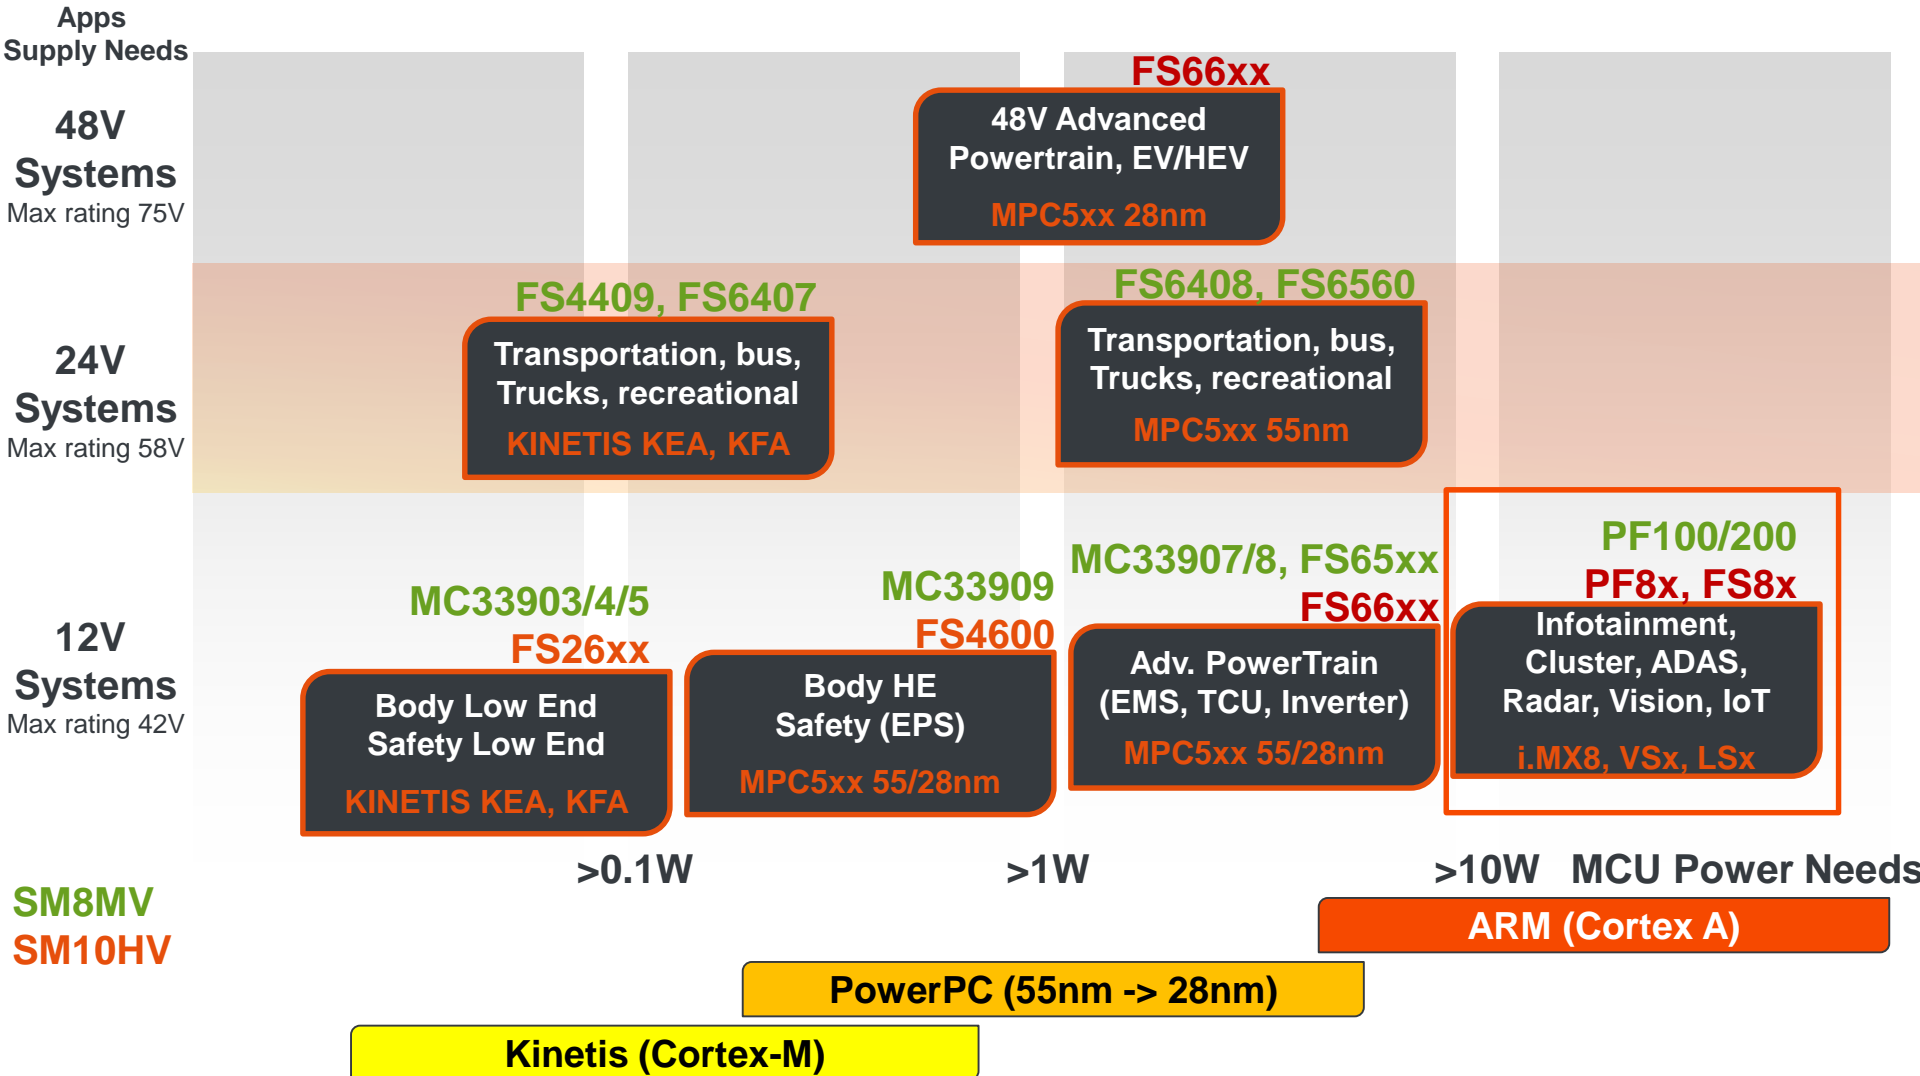 Apps
Supply Needs
48V
Systems
Max rating 75V
FS66xx
48V Advanced
Powertrain, EV/HEV
MPC5xx 28nm
24V
Systems
Max rating 58V
FS4409, FS6407
Transportation, bus,
Trucks, recreational
KINETIS KEA, KFA
FS6408, FS6560
Transportation, bus,
Trucks, recreational
MPC5xx 55nm
12V
Systems
Max rating 42V
MC33903/4/5
FS26xx
Body Low End
Safety Low End
KINETIS KEA, KFA
MC33909
FS4600
Body HE
Safety (EPS)
MPC5xx 55/28nm
MC33907/8, FS65xx
FS66xx
Adv. PowerTrain
(EMS, TCU, Inverter)
MPC5xx 55/28nm
PF100/200
PF8x, FS8x
Infotainment,
Cluster, ADAS,
Radar, Vision, IoT
i.MX8, VSx, LSx
>0.1W
>1W
>10W
MCU Power Needs
SM8MV
SM10HV
ARM (Cortex A)
PowerPC (55nm -> 28nm)
Kinetis (Cortex-M)